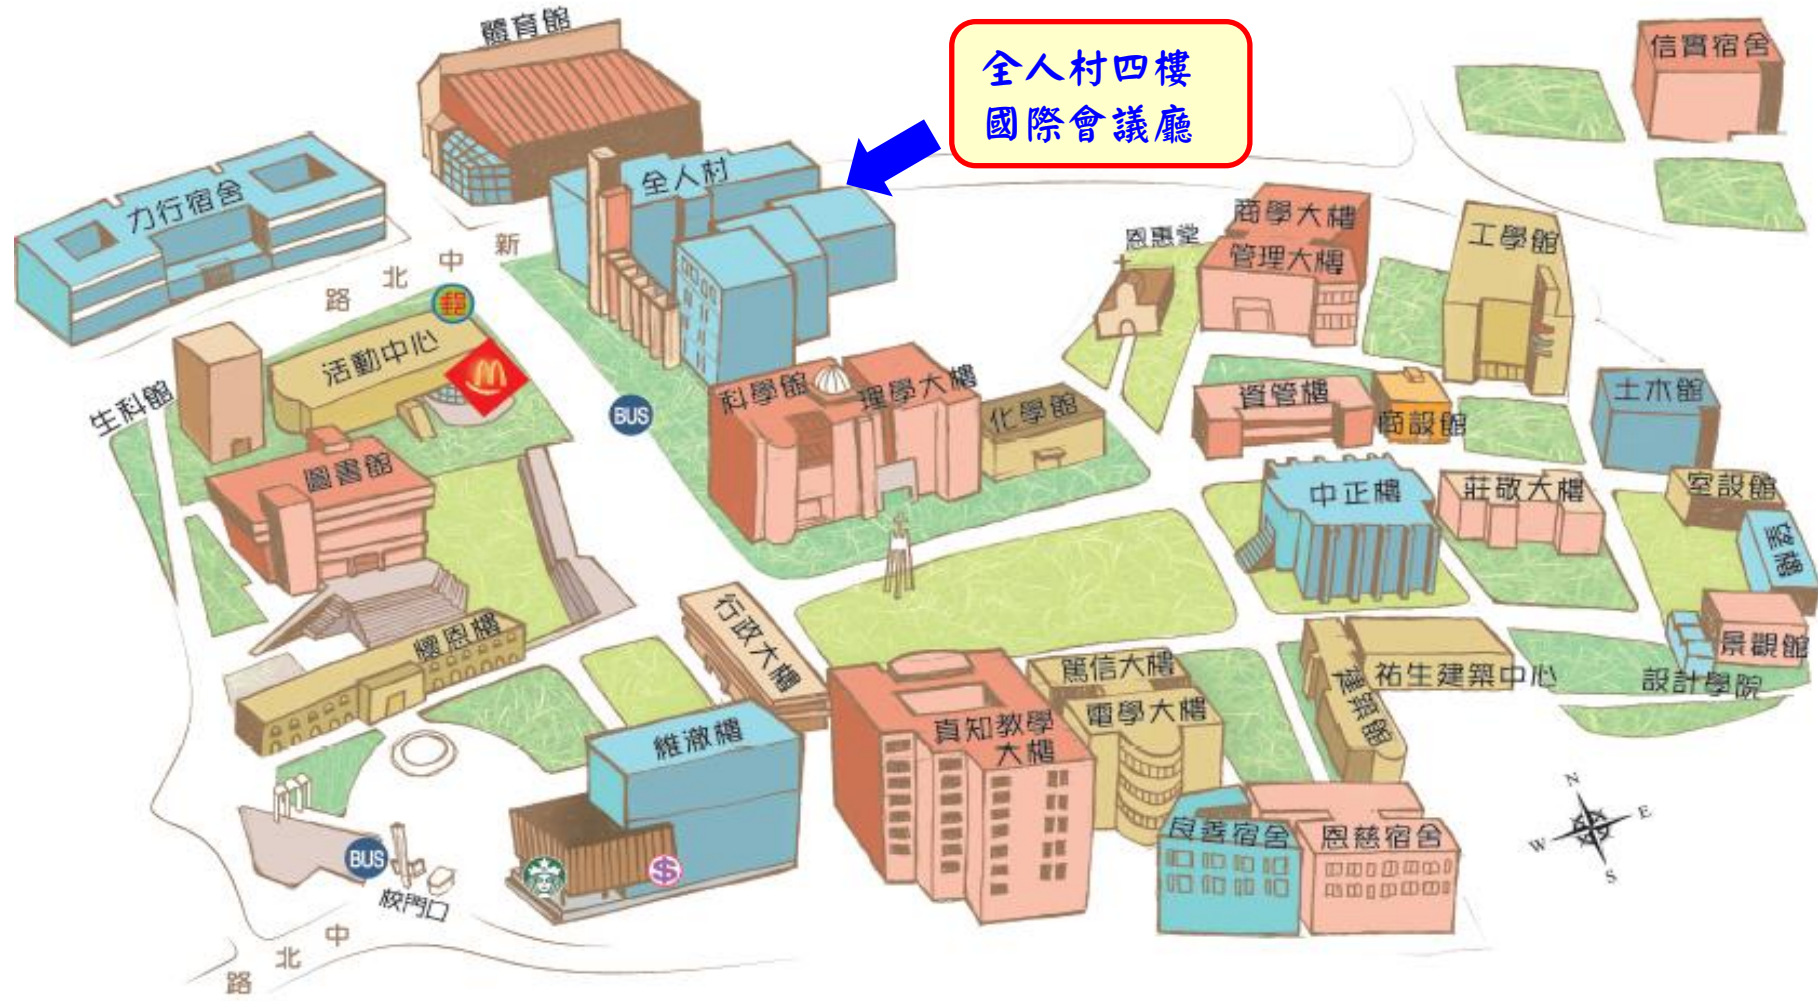 體育館
全人村四樓
國際會議廳
信實宿舍
力行宿舍
全人村
新
中
北
路
郵
恩惠堂
商學大樓
管理大樓
工學館
活動中心
生科館
BUS
科學館
理學大樓
化學館
資管樓
商設館
土木館
圖書館
中正樓
莊敬大樓
室設館
望樓
懷恩樓
行政大樓
景觀館
設計學院
篤信大樓
電學大樓
真知教學
大樓
建築館
祐生建築中心
維澈樓
良善宿舍
恩慈宿舍
N
E
W
S
BUS
$
校門口
中
北
路